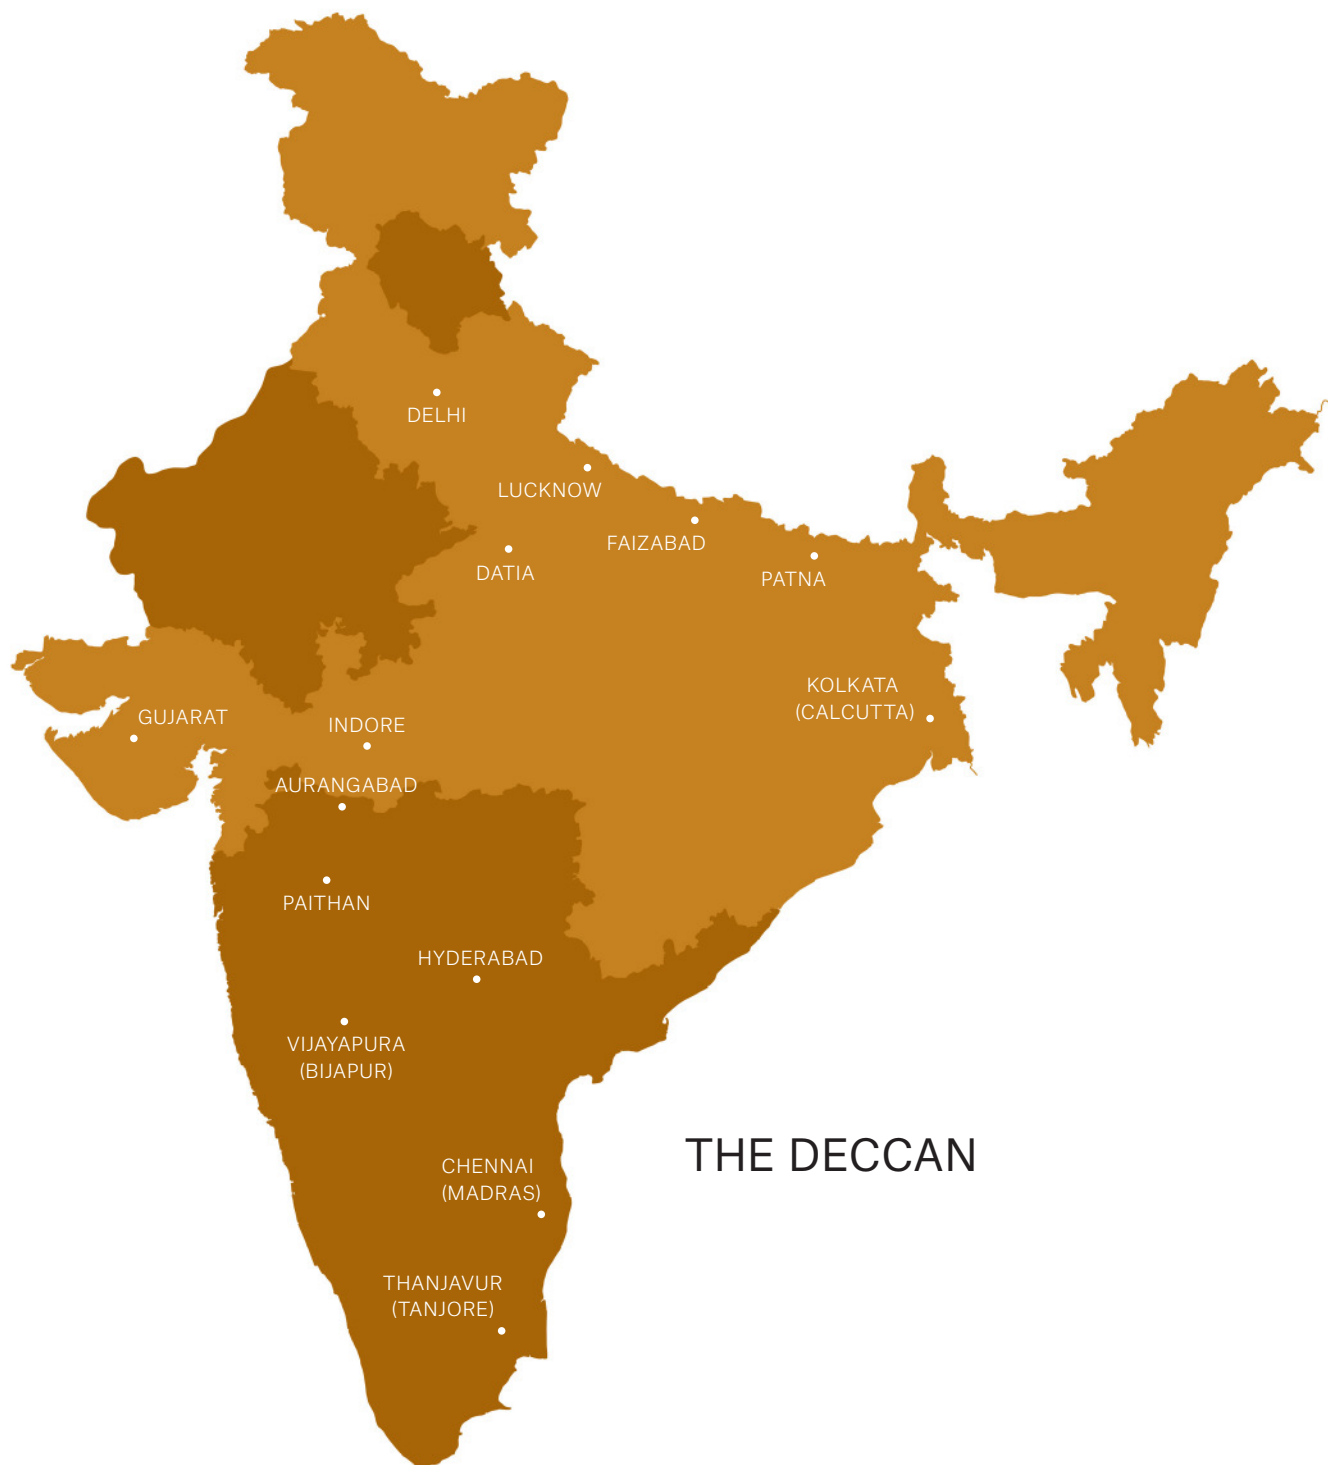 DELHI
LUCKNOW
FAIZABAD
DATIA
PATNA
KOLKATA
(CALCUTTA)
GUJARAT
INDORE
AURANGABAD
PAITHAN
HYDERABAD
VIJAYAPURA
(BIJAPUR)
THE DECCAN
CHENNAI
(MADRAS)
THANJAVUR
(TANJORE)